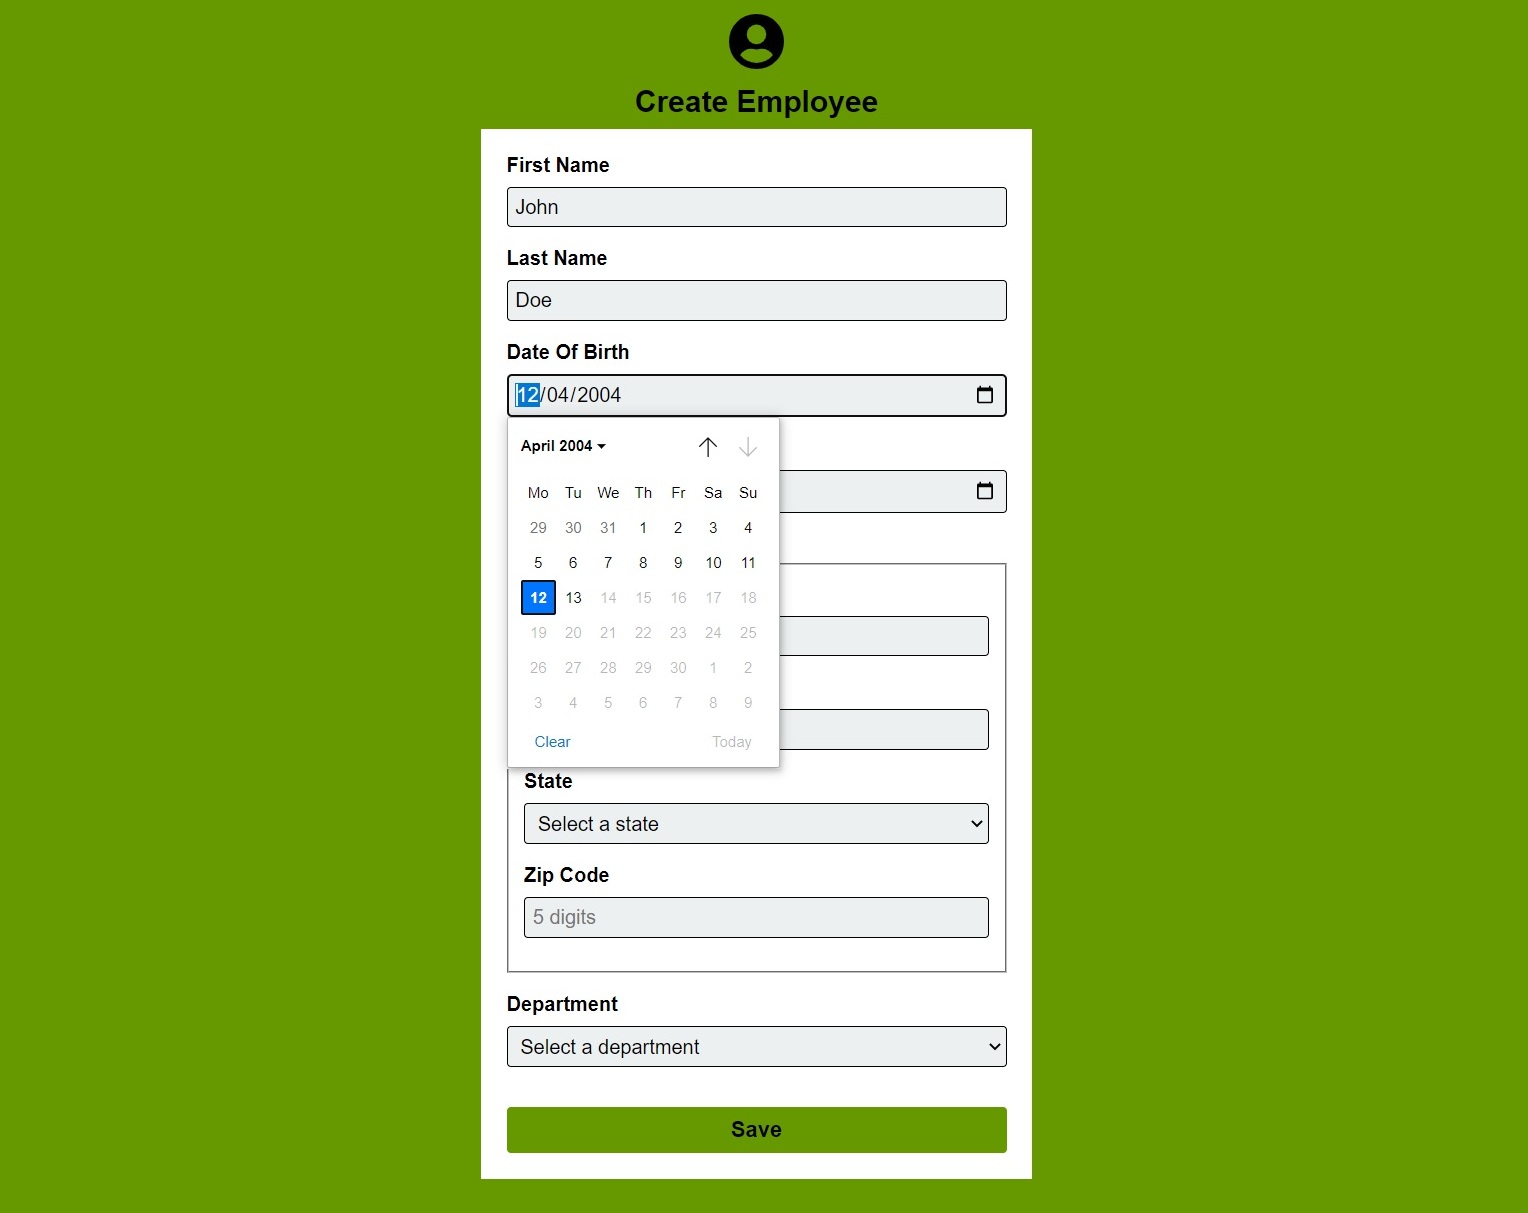 Create Employee
First Name
John
Last Name
Doe
Date Of Birth
12/04/2004
April 2004
Mo Tu We Th Fr Sa Su
29 30 31 1 2 3 4
5 6 7 8 9 10 11
12 13 14 15 16 17 18
19 20 21 22 23 24 25
26 27 28 29 30 1 2
3 4 5 6 7 8 9
Clear Today
State
Select a state
Zip Code
5 digits
Department
Select a department
Save